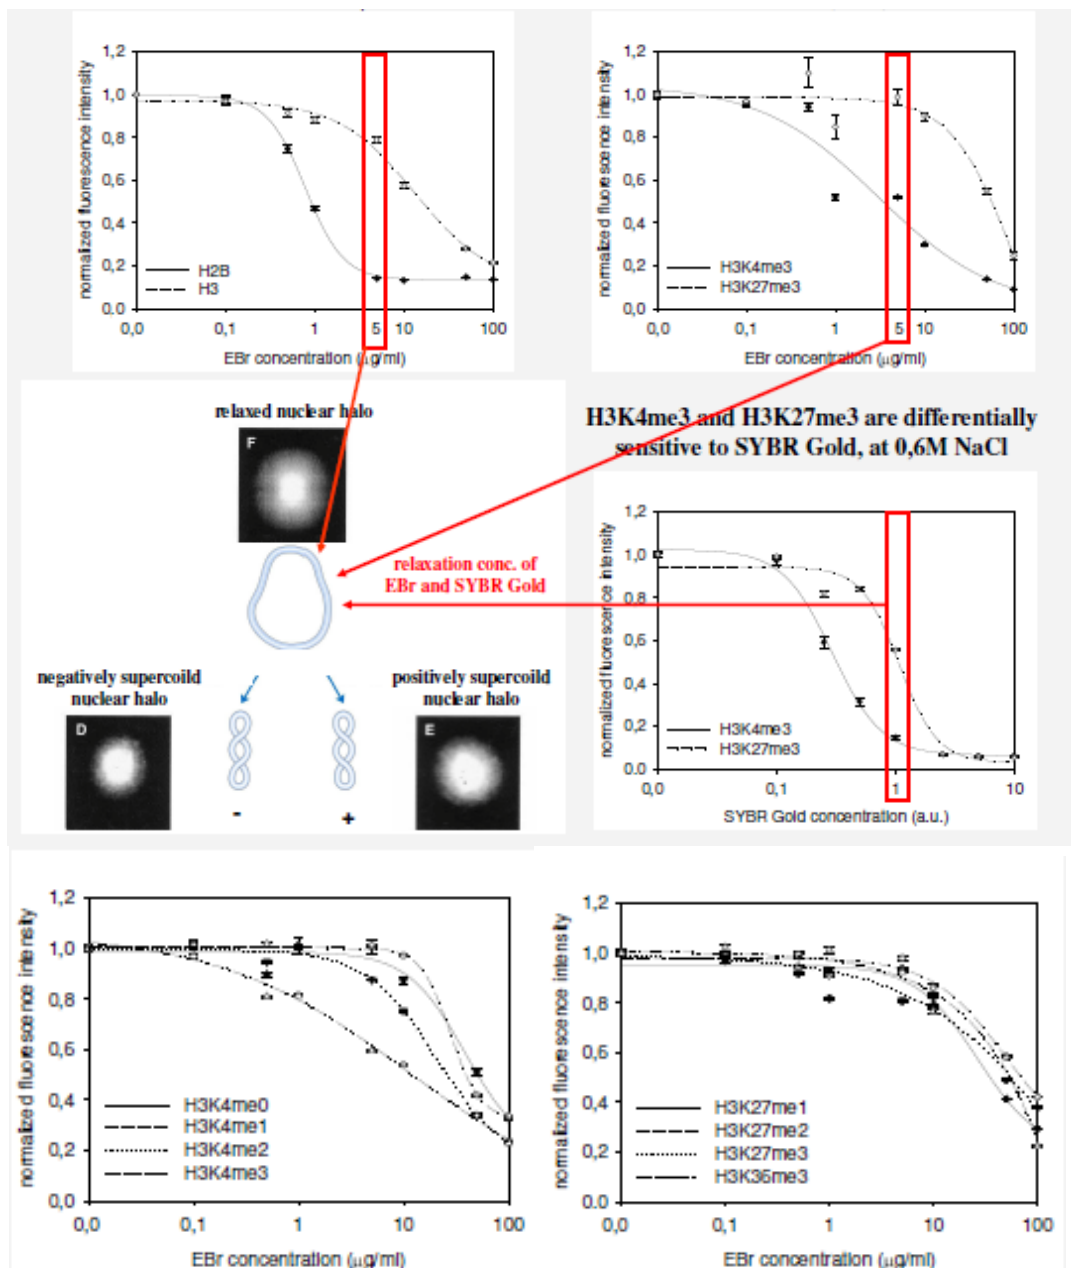 1,2
1,0
0,8
0,6
0,4
0,2
0.0
normalized fluorescence intensity
H2B
H3
0,0 0,1 1 5 10 100
EBr concentration (μg/ml)
1,2
1,0
0,8
0,6
0,4
0,2
0.0
normalized fluorescence intensity
H3K4me3
H3K27me3
0,0 0,1 1 5 10 100
EBr concentration (μg/ml)
relaxed nuclear halo
F
relaxation conc. of
EBr and SYBR Gold
negatively supercoild
nuclear halo
D
-
positively supercoild
nuclear halo
E
+
H3K4me3 and H3K27me3 are differentially
sensitive to SYBR Gold, at 0,6M NaCl
1,2
1,0
0,8
0,6
0,4
0,2
0.0
normalized fluorescence intensity
H3K4me3
H3K27me3
0,0 0,1 1 10
SYBR Gold concentration (a.u.)
1,2
1,0
0,8
0,6
0,4
0,2
0,0
normalized fluorescence intensity
H3K4me0
H3K4me1
H3K4me2
H3K4me3
0,0 0,1 1 10 100
EBr concentration (μg/ml)
1,2
1,0
0,8
0,6
0,4
0,2
0,0
normalized fluorescence intensity
H3K27me1
H3K27me2
H3K27me3
H3K36me3
0,0 0,1 1 10 100
EBr concentration (μg/ml)